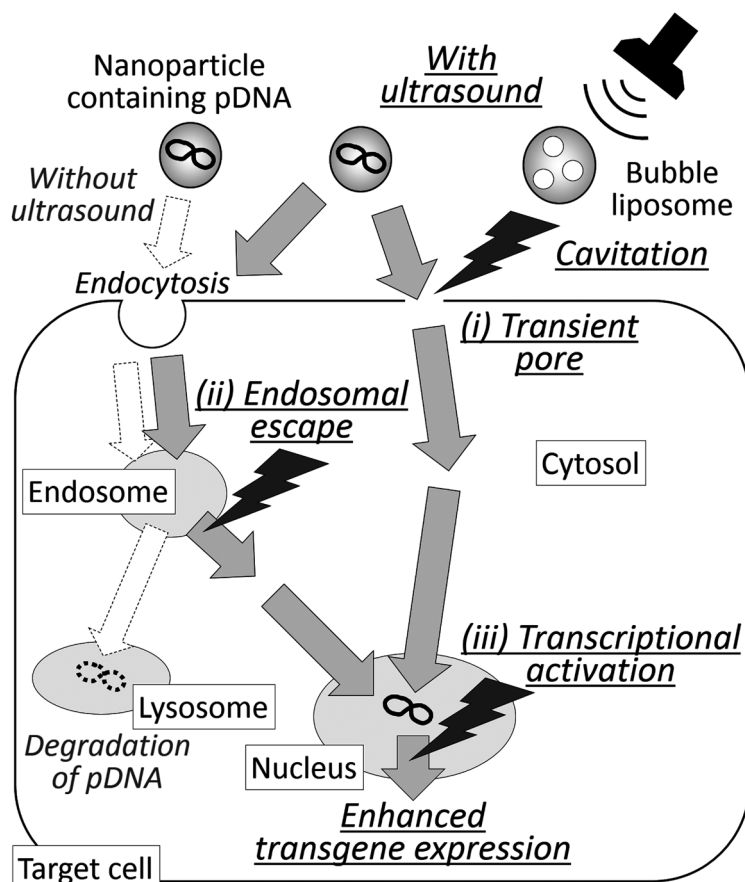 Nanoparticle
containing pDNA
With
ultrasound
Without
ultrasound
Bubble
liposome
Cavitation
Endocytosis
(i) Transient
pore
(ii) Endosomal
escape
Cytosol
Endosome
(iii) Transcriptional
activation
Lysosome
Degradation
of pDNA
Nucleus
Enhanced
transgene expression
Target cell